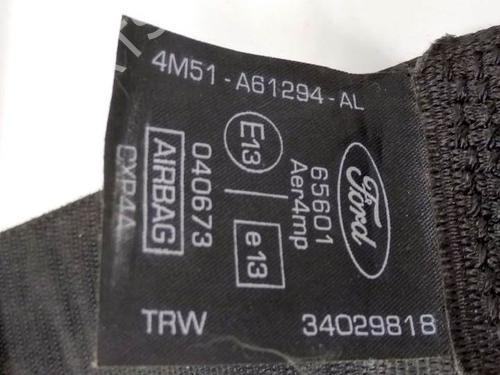 4M51-A61294-AL
E13
65601
Aer4mp
Ford
040673
AIRBAG
CXP4A
e13
TRW
34029818